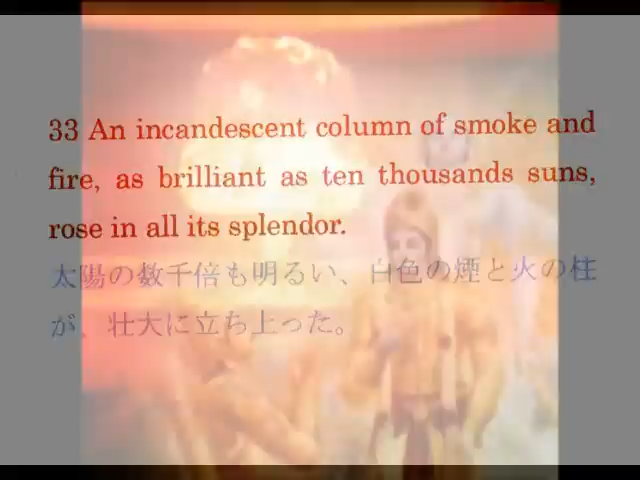 33 An incandescent column of smoke and
fire, as brilliant as ten thousands suns,
rose in all its splendor.
太陽の数千倍も明るい、白色の煙と火の柱
が、壮大に立ち上った。